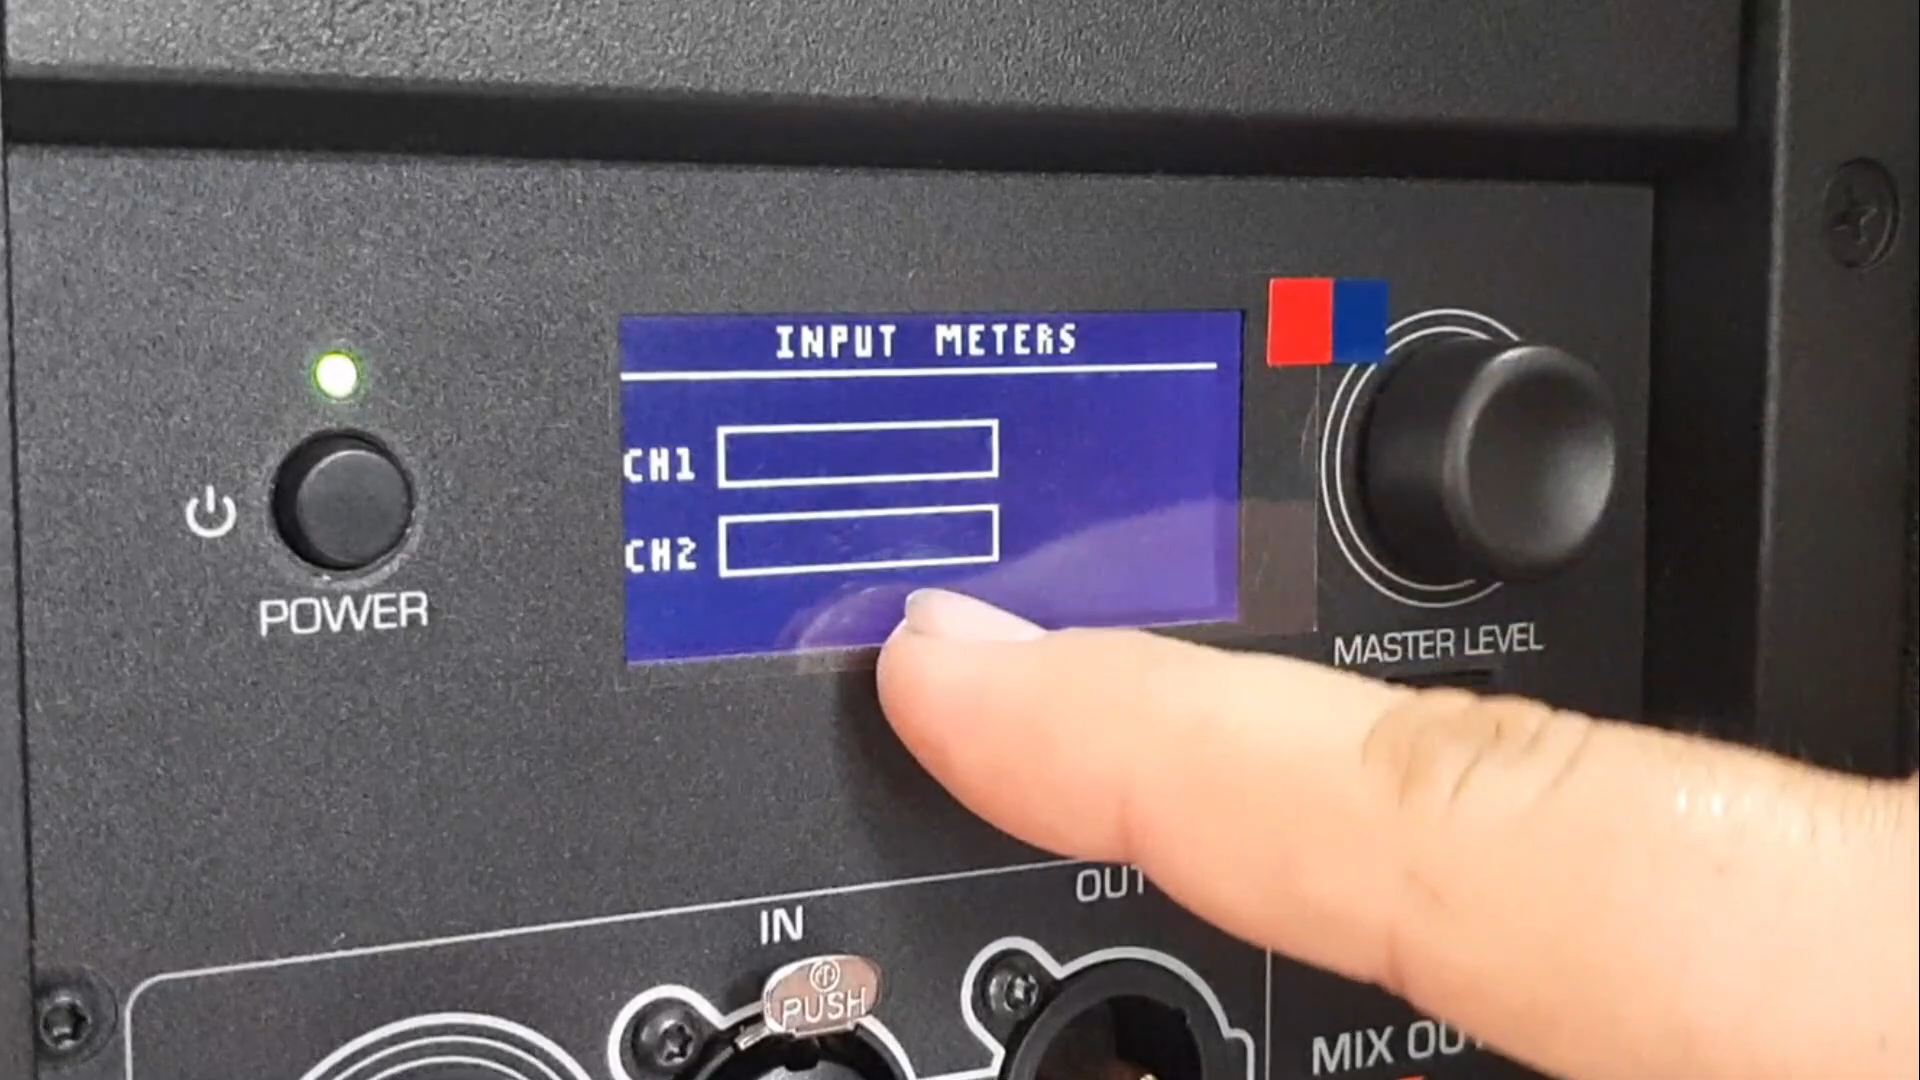 INPUT METERS
CH1
CH2
POWER
MASTER LEVEL
IN
OUT
PUSH
MIX OUT